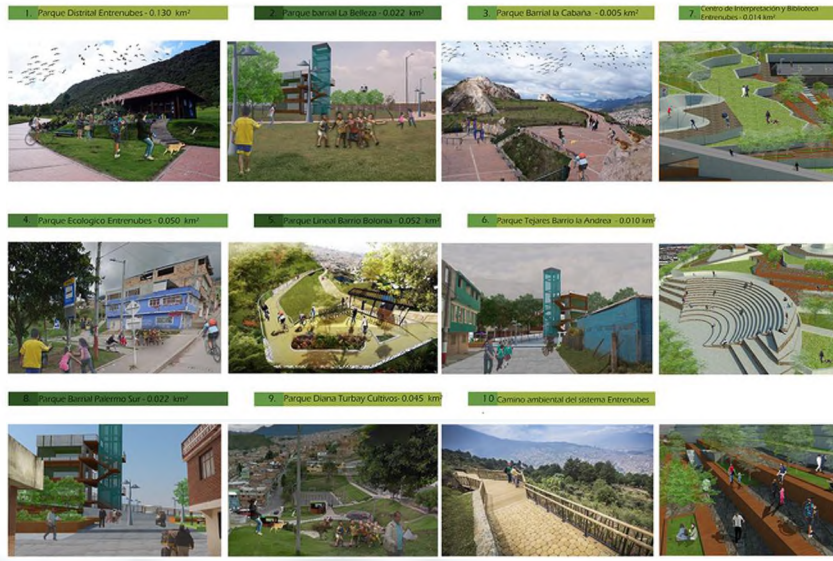 1. Parque Distrital Entrenubes - 0.130 km²
2. Parque barrial La Belleza - 0.022 km²
3. Parque Barrial la Cabaña - 0.005 km²
7. Centro de Interpretación y Biblioteca
Entrenubes - 0.014 km²
4. Parque Ecologico Entrenubes - 0.050 km²
5. Parque Lineal Barrio Bolonia - 0.052 km²
6. Parque Tejares Barrio la Andrea - 0.010 km²
8. Parque Barrial Palermo Sur - 0.022 km²
9. Parque Diana Turbay Cultivos- 0.045 km²
10 Camino ambiental del sistema Entrenubes